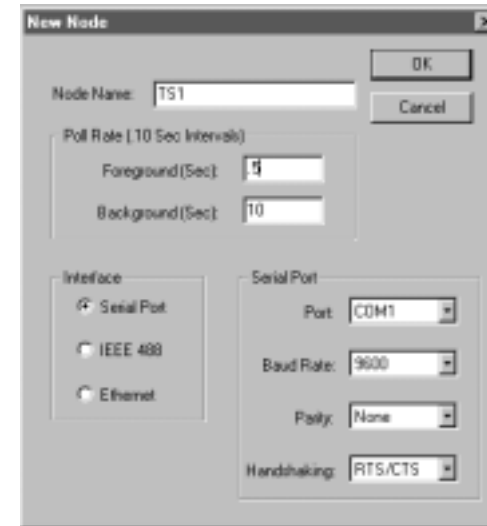 New Node
OK
Node Name: TS1
Cancel
Poll Rate (.10 Sec Intervals)
Foreground (Sec): .5
Background (Sec): 10
Interface
Serial Port
IEEE 488
Ethernet
Serial Port
Port: COM1
Baud Rate: 9600
Parity: None
Handshaking: RTS/CTS